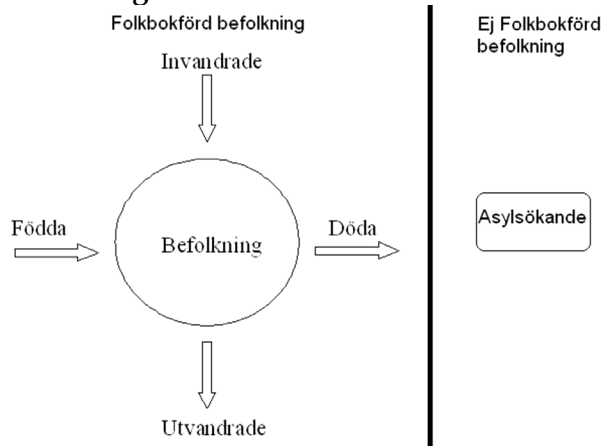 Folkbokförd befolkning
Invandrade
Födda
Befolkning
Döda
Utvandrade
Ej Folkbokförd
befolkning
Asylsökande